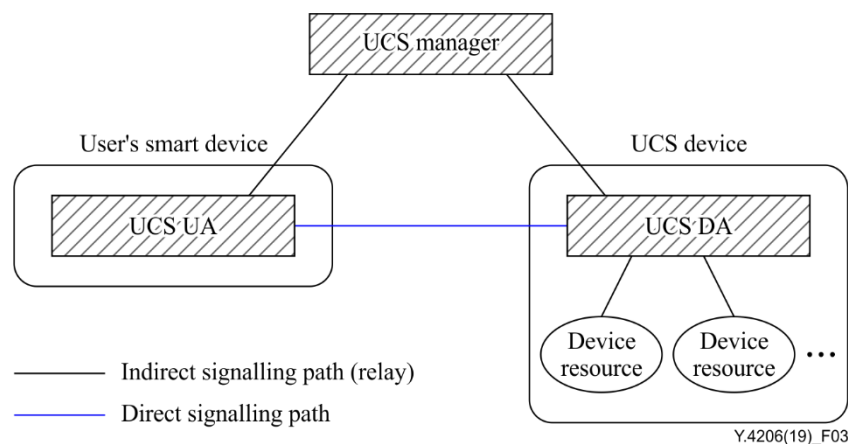 UCS manager
User's smart device
UCS device
UCS UA
UCS DA
Device
resource
Device
resource
...
Indirect signalling path (relay)
Direct signalling path
Y.4206(19)_F03